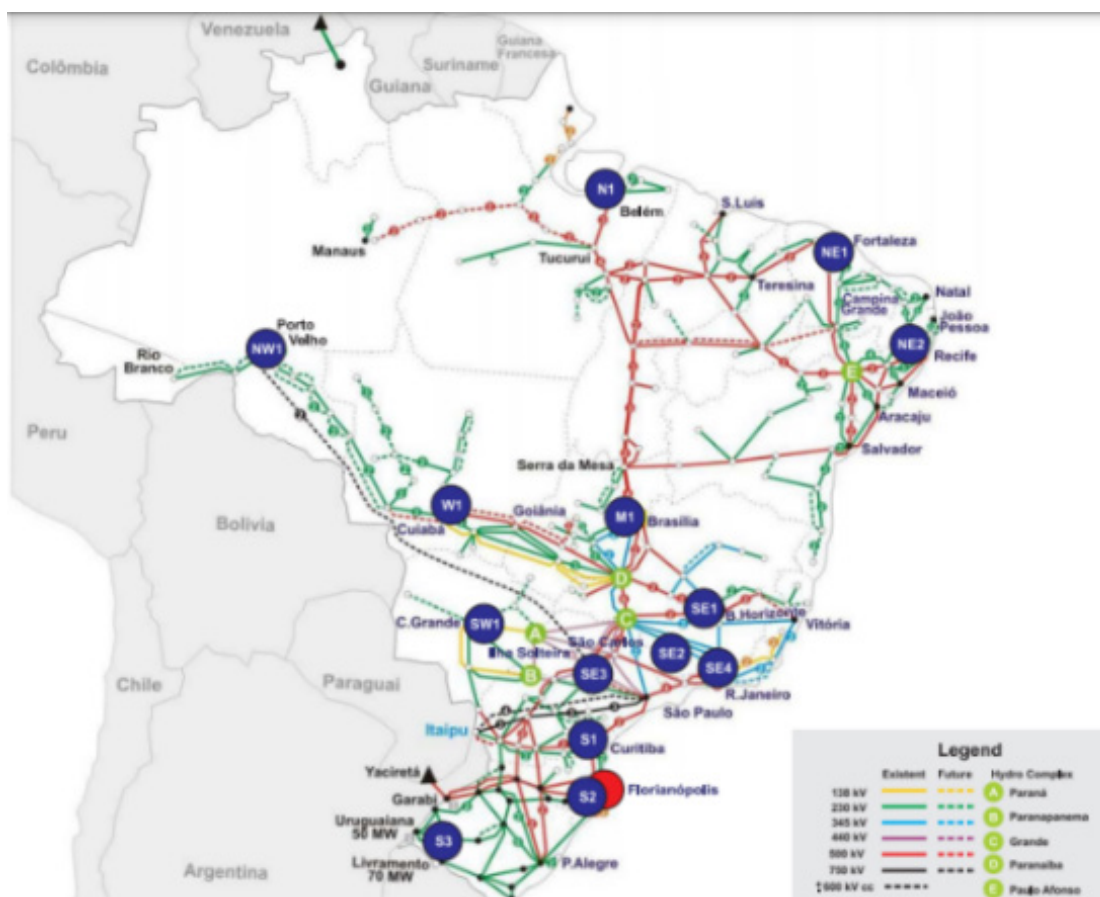 Venezuela
Guiana
Francesa
Colômbia
Suriname
Guiana
N1
Belém
S.Luis
Manaus
Tucuruí
Fortaleza
NE1
Teresina
Natal
Campina
Grande
João
Pessoa
Porto
Velho
NW1
NE2
Recife
Rio
Branco
E
Maceió
Aracaju
Peru
Salvador
Serra da Mesa
W1
Goiânia
M1
Brasília
Cuiabá
Bolívia
D
SE1
B.Horizonte
C.Grande
SW1
A
C
Vitória
São Carlos
Ilha Solteira
SE2
SE4
B
SE3
R.Janeiro
Chile
Paraguai
São Paulo
Itaipu
S1
Curitiba
Yaciretá
Garabi
S2
Florianópolis
Uruguaiana
50 MW
S3
Livramento
70 MW
P.Alegre
Argentina
Legend
Existent Future Hydro Complex
138 kV A Paraná
230 kV B Paranapanema
345 kV
440 kV C Grande
500 kV D Paranaíba
750 kV
600 kV cc E Paulo Afonso